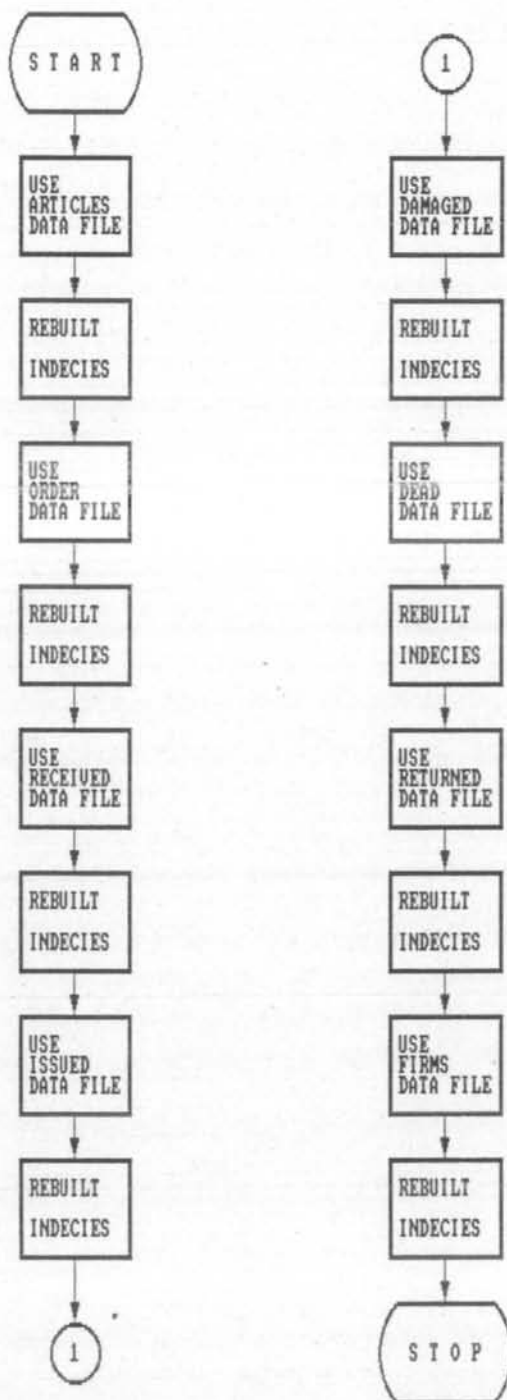 S T A R T
USE
ARTICLES
DATA FILE
REBUILT
INDECIES
USE
ORDER
DATA FILE
REBUILT
INDECIES
USE
RECEIVED
DATA FILE
REBUILT
INDECIES
USE
ISSUED
DATA FILE
REBUILT
INDECIES
1
1
USE
DAMAGED
DATA FILE
REBUILT
INDECIES
USE
DEAD
DATA FILE
REBUILT
INDECIES
USE
RETURNED
DATA FILE
REBUILT
INDECIES
USE
FIRMS
DATA FILE
REBUILT
INDECIES
S T O P